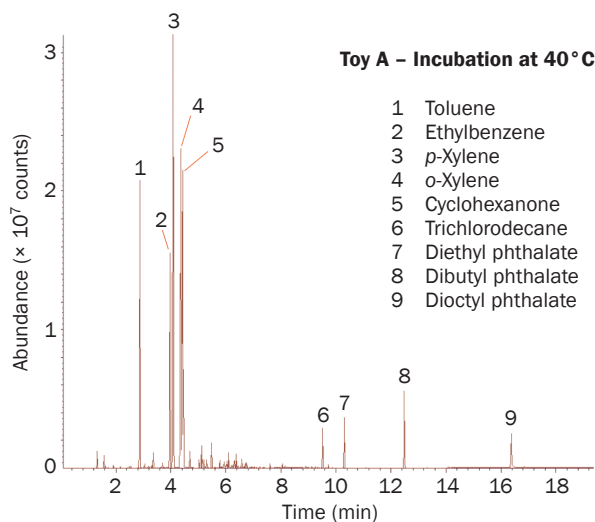 Toy A – Incubation at 40°C
1 Toluene
2 Ethylbenzene
3 p-Xylene
4 o-Xylene
5 Cyclohexanone
6 Trichlorodecane
7 Diethyl phthalate
8 Dibutyl phthalate
9 Dioctyl phthalate
Abundance (× 10⁷ counts)
3
2
1
0
1
2
3
4
5
6
7
8
9
2 4 6 8 10 12 14 16 18
Time (min)